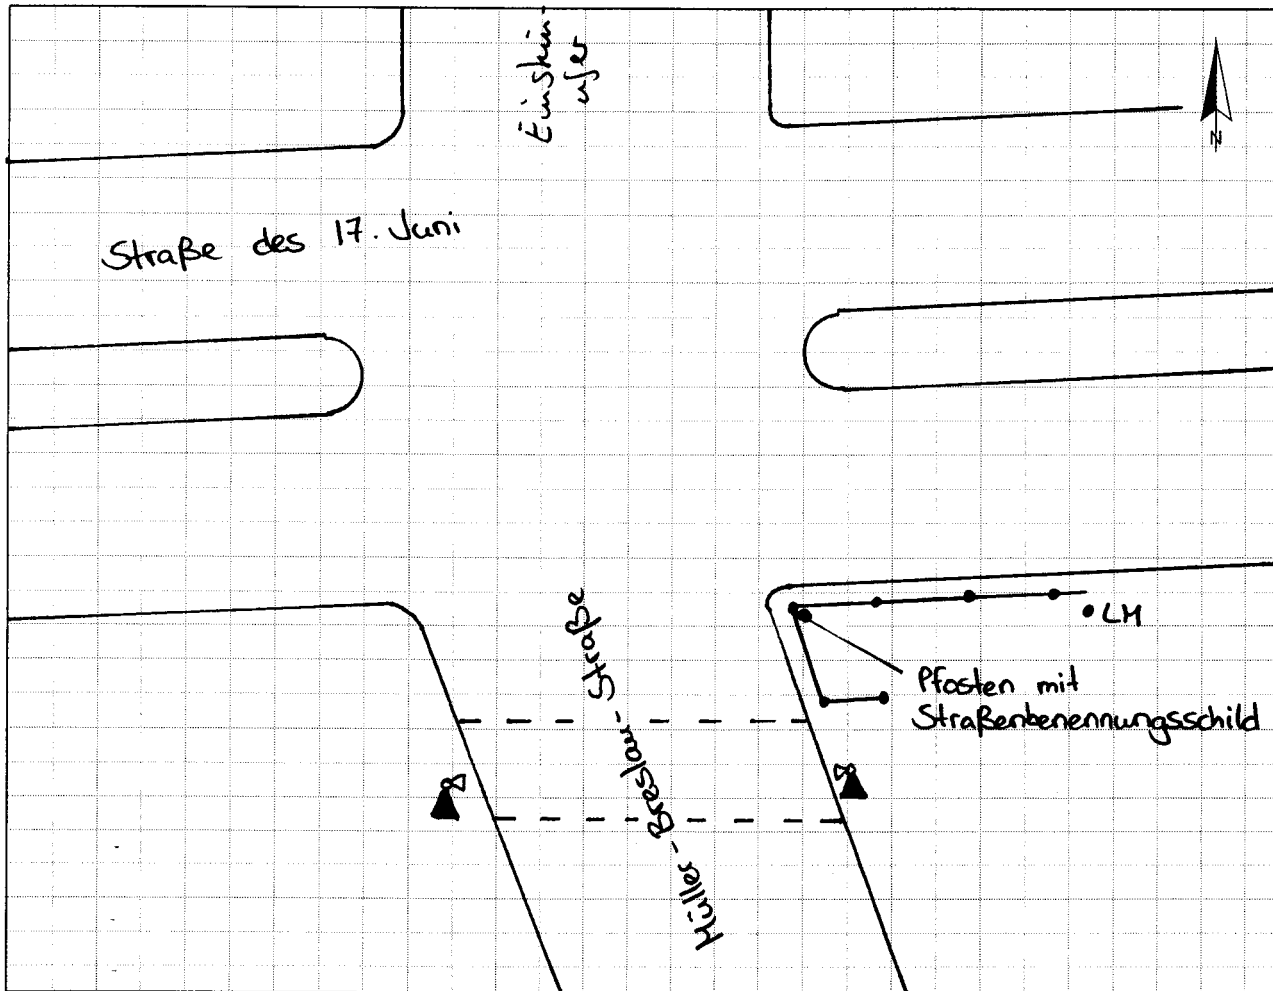 Einstein-
ufer
N
Straße des 17. Juni
LM
Pfosten mit
Straßenbenennungsschild
Müller-Breslau-Straße